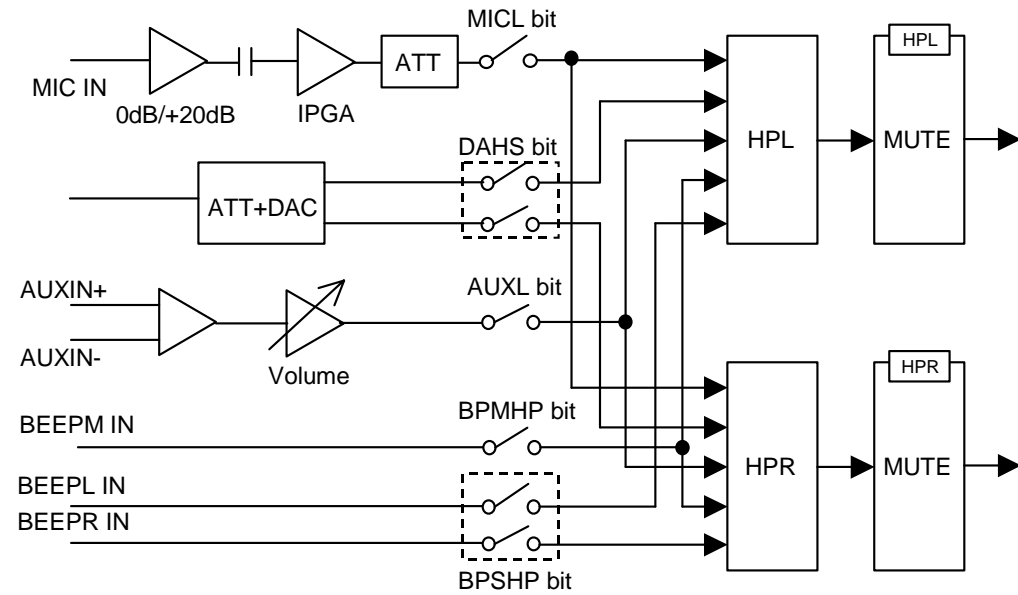 MICL bit
HPL
ATT
MIC IN
0dB/+20dB
IPGA
HPL
MUTE
DAHS bit
ATT+DAC
AUXIN+
AUXL bit
AUXIN-
Volume
HPR
BPMHP bit
BEEPM IN
HPR
MUTE
BEEPL IN
BEEPR IN
BPSHP bit